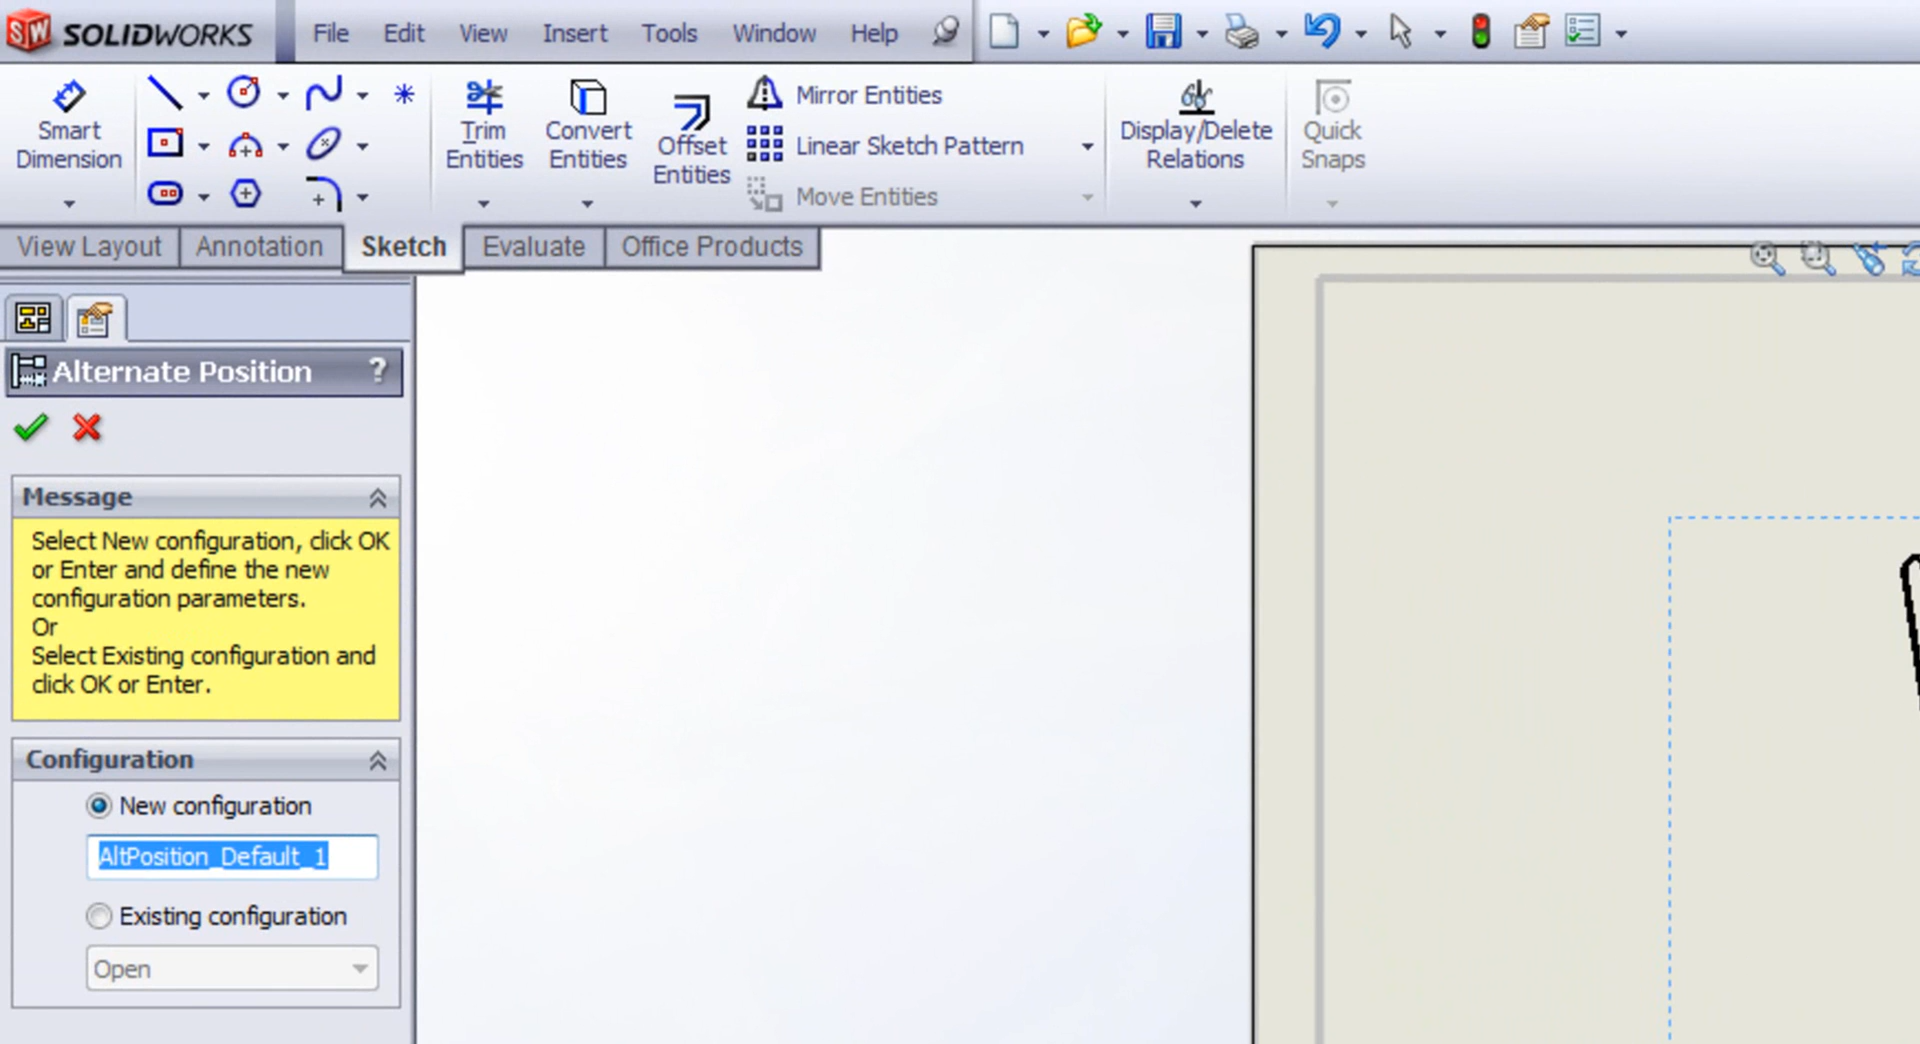 SW SOLIDWORKS File Edit View Insert Tools Window Help
Smart
Dimension
Trim
Entities
Convert
Entities
Offset
Entities
Mirror Entities
Linear Sketch Pattern
Move Entities
Display/Delete
Relations
Quick
Snaps
View Layout Annotation Sketch Evaluate Office Products
Alternate Position ?
Message
Select New configuration, click OK
or Enter and define the new
configuration parameters.
Or
Select Existing configuration and
click OK or Enter.
Configuration
New configuration
AltPosition_Default_1
Existing configuration
Open